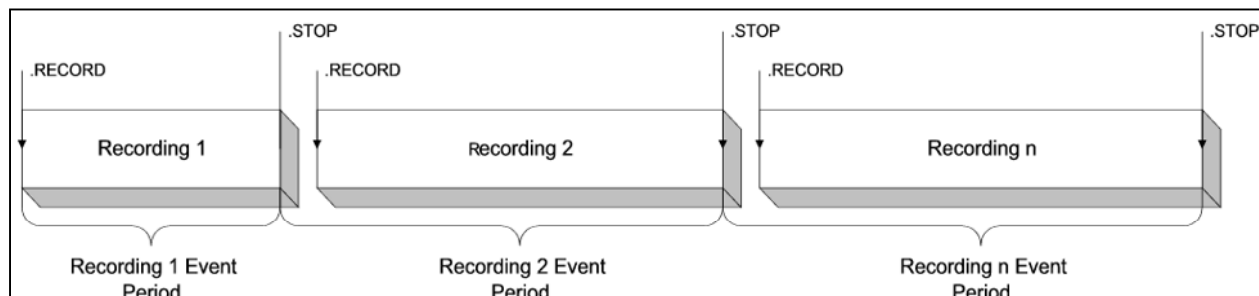 .STOP
.STOP
.STOP
.RECORD
.RECORD
.RECORD
Recording 1
Recording 2
Recording n
Recording 1 Event
Period
Recording 2 Event
Period
Recording n Event
Period